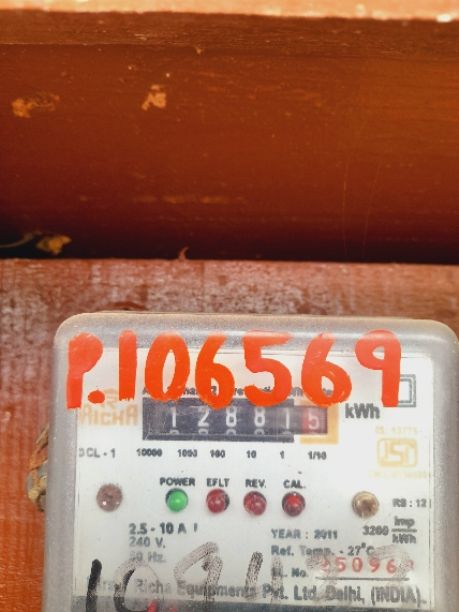 P.106569
RICHA
1 2 8 8 1 5 kWh
CL - 1 10000 1000 100 10 1 1/10
POWER EFLT REV. CAL.
2.5 - 10 A
240 V.
YEAR : 2011 3200 imp/kWh
Ref. Temp. - 27°C
Richa Equipments Pvt. Ltd. Delhi, (INDIA)